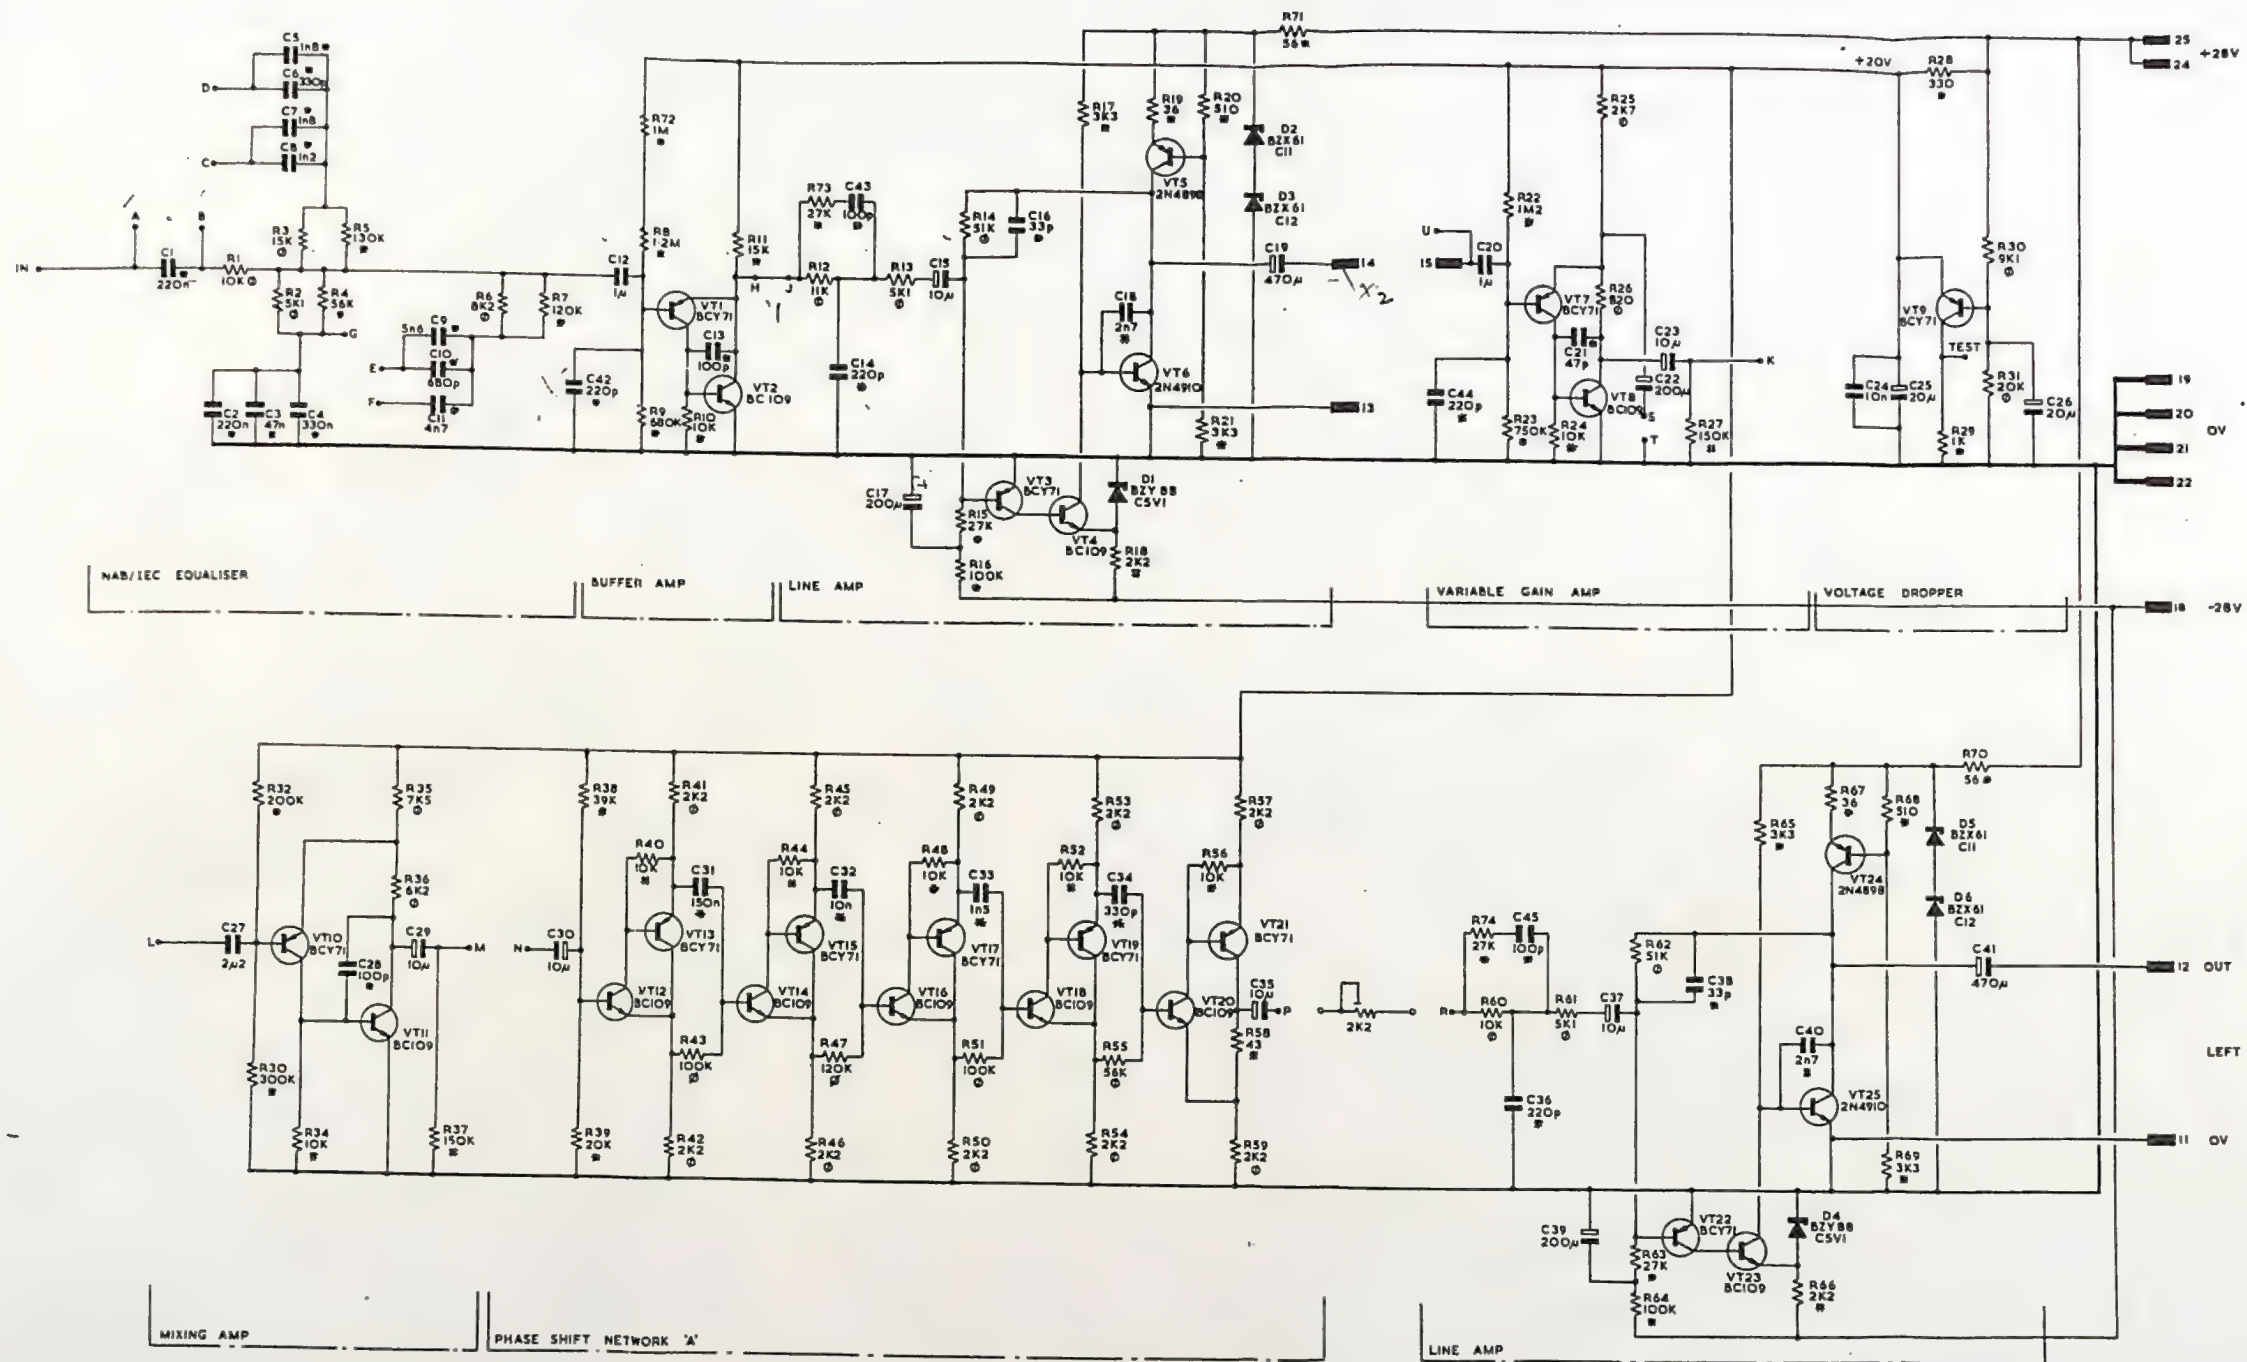 C5
1n8
C6
330p
D
C7
1n8
C8
1n2
C
A
B
IN
C1
220n
R1
10K
R3
15K
R5
130K
R2
5K1
R4
56K
G
C2
220n
C3
47n
C4
330n
5n6
C9
E
C10
680p
F
C11
4n7
R6
8K2
R7
120K
NAB/IEC EQUALISER
C12
1µ
R72
1M
R8
1·2M
VT1
BCY71
C13
100p
VT2
BC109
C42
220p
R9
680K
R10
10K
R11
15K
H
J
BUFFER AMP
R73
27K
C43
100p
R12
11K
R13
5K1
C15
10µ
C14
220p
R14
51K
C16
33p
R71
56
R17
3K3
R19
36
R20
510
D2
BZX61
C11
VT5
2N4898
D3
BZX61
C12
C19
470µ
14
X2
C18
2n7
VT6
2N4910
13
R21
3K3
C17
200µ
R15
27K
R16
100K
VT3
BCY71
VT4
BC109
D1
BZY88
C5V1
R18
2K2
LINE AMP
U
15
C20
1µ
R22
1M2
R25
2K7
VT7
BCY71
R26
820
C21
47p
C23
10µ
K
C22
200µ
VT8
BC109
S
T
C44
220p
R23
750K
R24
10K
R27
150K
VARIABLE GAIN AMP
+20V
R28
330
R30
9K1
VT9
BCY71
TEST
R31
20K
C24
10n
C25
20µ
R29
1K
C26
20µ
VOLTAGE DROPPER
25
24
+28V
19
20
21
22
0V
18
-28V
R32
200K
R35
7K5
R36
6K2
C27
2µ2
L
VT10
BCY71
C28
100p
C29
10µ
M
VT11
BC109
R30
300K
R34
10K
R37
150K
MIXING AMP
N
C30
10µ
R38
39K
R41
2K2
R40
10K
C31
150n
VT13
BCY71
VT12
BC109
R43
100K
R39
20K
R42
2K2
R45
2K2
R44
10K
C32
10n
VT15
BCY71
VT14
BC109
R47
120K
R46
2K2
R49
2K2
R48
10K
C33
1n5
VT17
BCY71
VT16
BC109
R51
100K
R50
2K2
R53
2K2
R52
10K
C34
330p
VT19
BCY71
VT18
BC109
R55
56K
R54
2K2
R57
2K2
R56
10K
VT21
BCY71
VT20
BC109
C35
10µ
P
R58
43
R59
2K2
PHASE SHIFT NETWORK 'A'
2K2
R
R74
27K
C45
100p
R60
10K
R61
5K1
C37
10µ
C36
220p
R62
51K
C38
33p
R70
56
R65
3K3
R67
36
R68
510
D5
BZX61
C11
VT24
2N4898
D6
BZX61
C12
C41
470µ
12 OUT
C40
2n7
LEFT
VT25
2N4910
11 0V
R69
3K3
C39
200µ
R63
27K
R64
100K
VT22
BCY71
VT23
BC109
D4
BZY88
C5V1
R66
2K2
LINE AMP